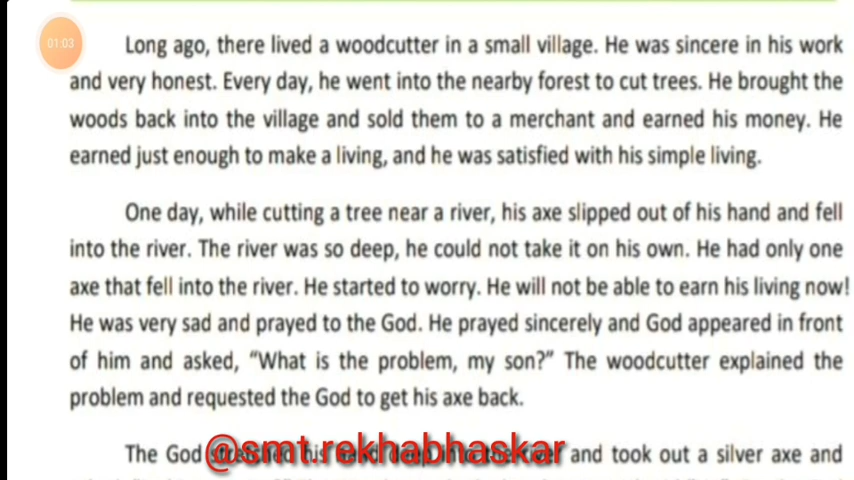 01:03
Long ago, there lived a woodcutter in a small village. He was sincere in his work
and very honest. Every day, he went into the nearby forest to cut trees. He brought the
woods back into the village and sold them to a merchant and earned his money. He
earned just enough to make a living, and he was satisfied with his simple living.
One day, while cutting a tree near a river, his axe slipped out of his hand and fell
into the river. The river was so deep, he could not take it on his own. He had only one
axe that fell into the river. He started to worry. He will not be able to earn his living now!
He was very sad and prayed to the God. He prayed sincerely and God appeared in front
of him and asked, “What is the problem, my son?” The woodcutter explained the
problem and requested the God to get his axe back.
The God and took out a silver axe and
@smt.rekhabhaskar